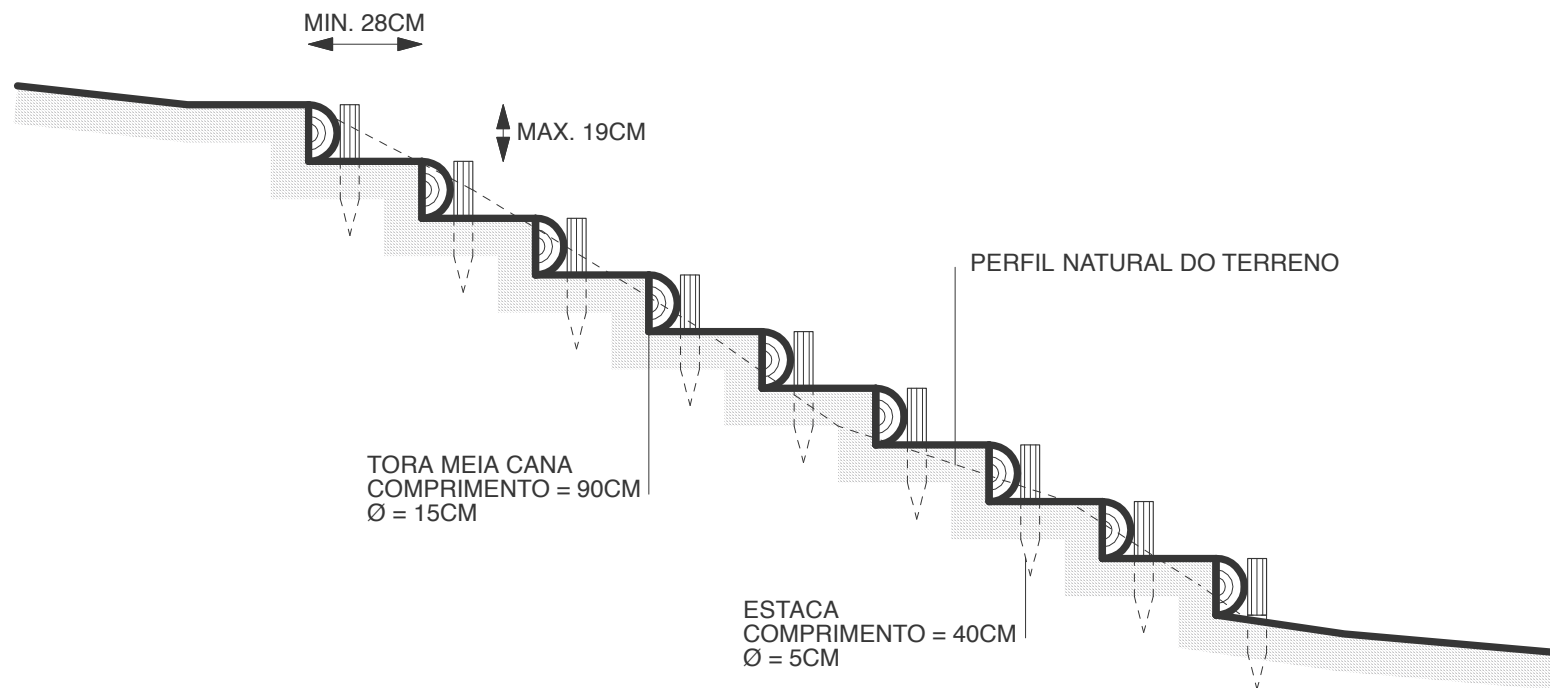 MIN. 28CM
MAX. 19CM
PERFIL NATURAL DO TERRENO
TORA MEIA CANA
COMPRIMENTO = 90CM
Ø = 15CM
ESTACA
COMPRIMENTO = 40CM
Ø = 5CM